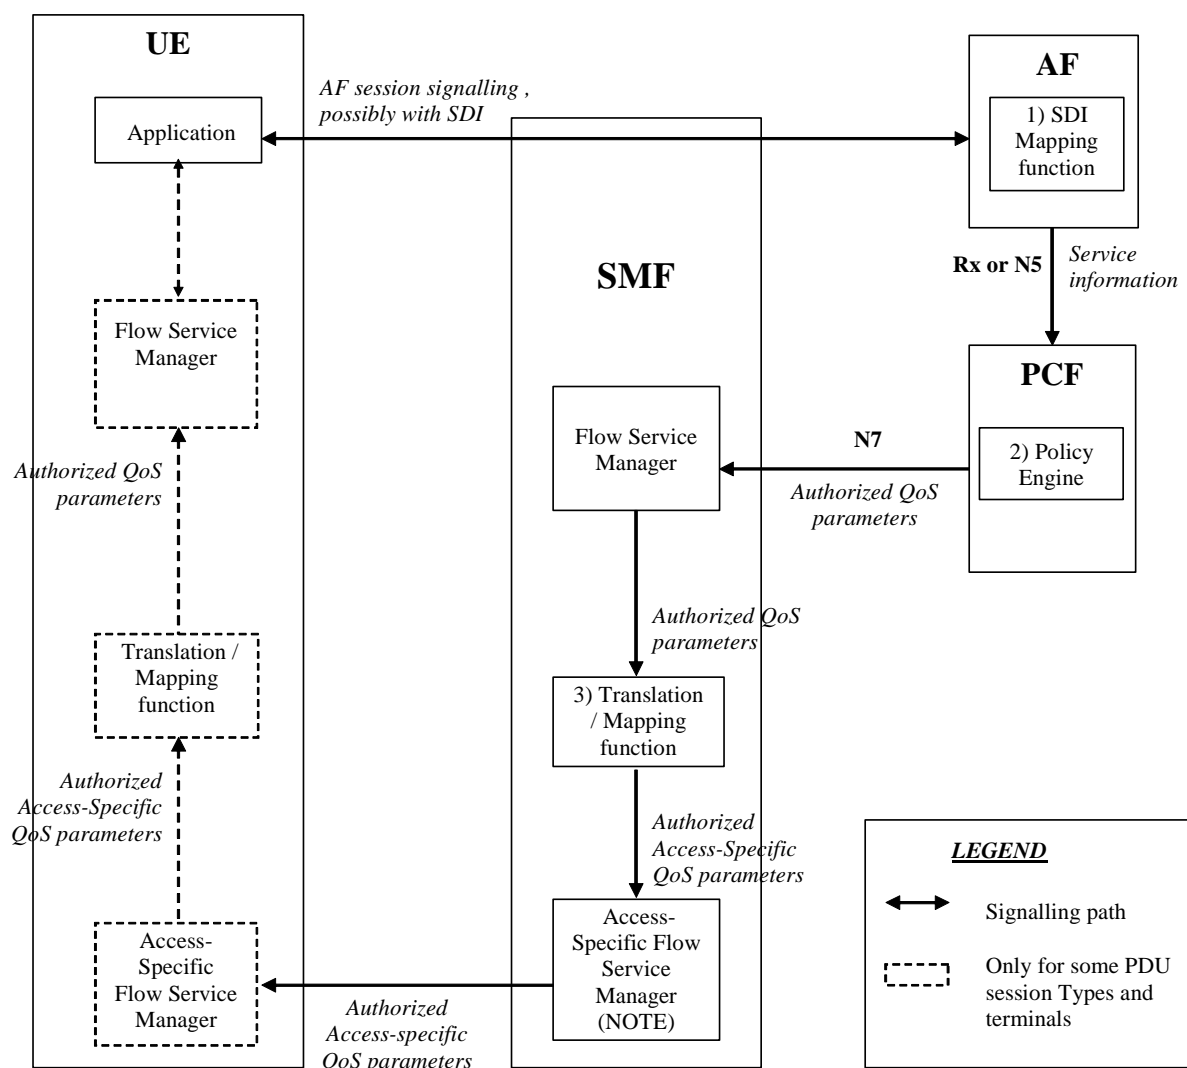 UE
AF
AF session signalling ,
possibly with SDI
Application
1) SDI
Mapping
function
SMF
Rx or N5
Service
information
Flow Service
Manager
PCF
Flow Service
Manager
N7
2) Policy
Engine
Authorized QoS
parameters
Authorized QoS
parameters
Authorized QoS
parameters
Translation /
Mapping
function
3) Translation
/ Mapping
function
Authorized
Access-Specific
QoS parameters
Authorized
Access-Specific
QoS parameters
LEGEND
Signalling path
Only for some PDU
session Types and
terminals
Access-
Specific
Flow Service
Manager
Access-
Specific Flow
Service
Manager
(NOTE)
Authorized
Access-specific
QoS parameters